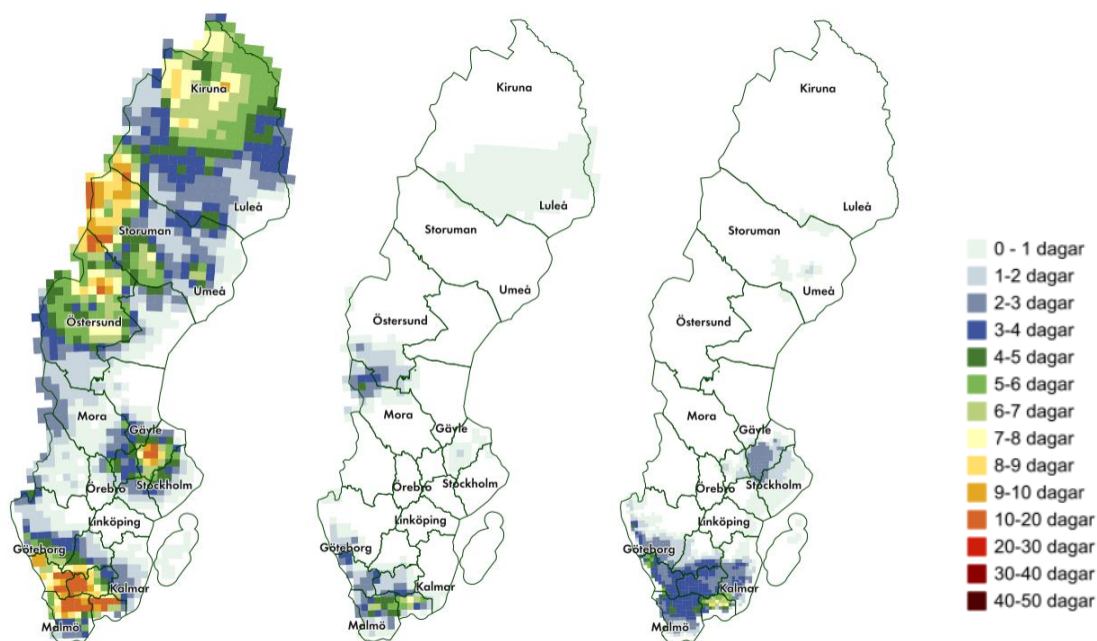 Kiruna
Luleå
Storuman
Umeå
Östersund
Mora
Gävle
Örebro
Stockholm
Linköping
Göteborg
Kalmar
Malmö
Kiruna
Luleå
Storuman
Umeå
Östersund
Mora
Gävle
Örebro
Stockholm
Linköping
Göteborg
Kalmar
Malmö
Kiruna
Luleå
Storuman
Umeå
Östersund
Mora
Gävle
Örebro
Stockholm
Linköping
Göteborg
Kalmar
Malmö
0 - 1 dagar
1-2 dagar
2-3 dagar
3-4 dagar
4-5 dagar
5-6 dagar
6-7 dagar
7-8 dagar
8-9 dagar
9-10 dagar
10-20 dagar
20-30 dagar
30-40 dagar
40-50 dagar